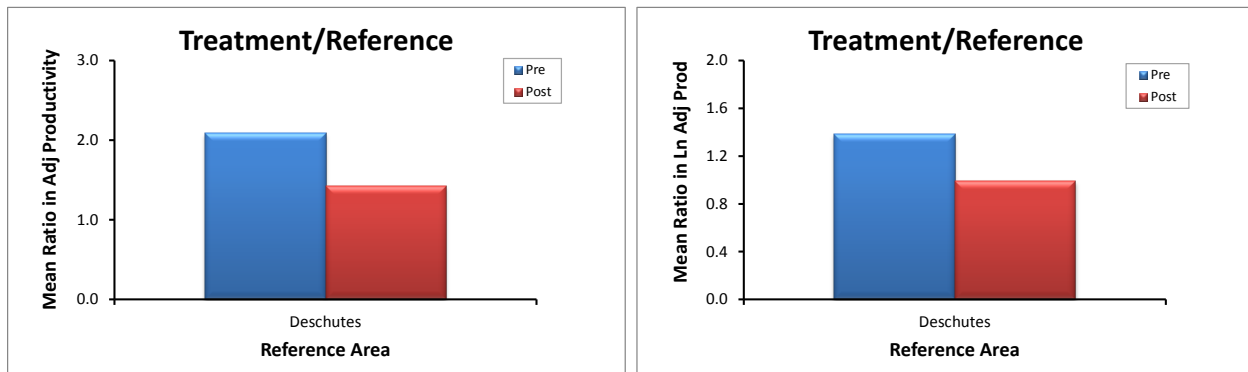 Treatment/Reference
Mean Ratio in Adj Productivity
3.0
2.0
1.0
0.0
Pre
Post
Deschutes
Reference Area
Treatment/Reference
Mean Ratio in Ln Adj Prod
2.0
1.6
1.2
0.8
0.4
0.0
Pre
Post
Deschutes
Reference Area